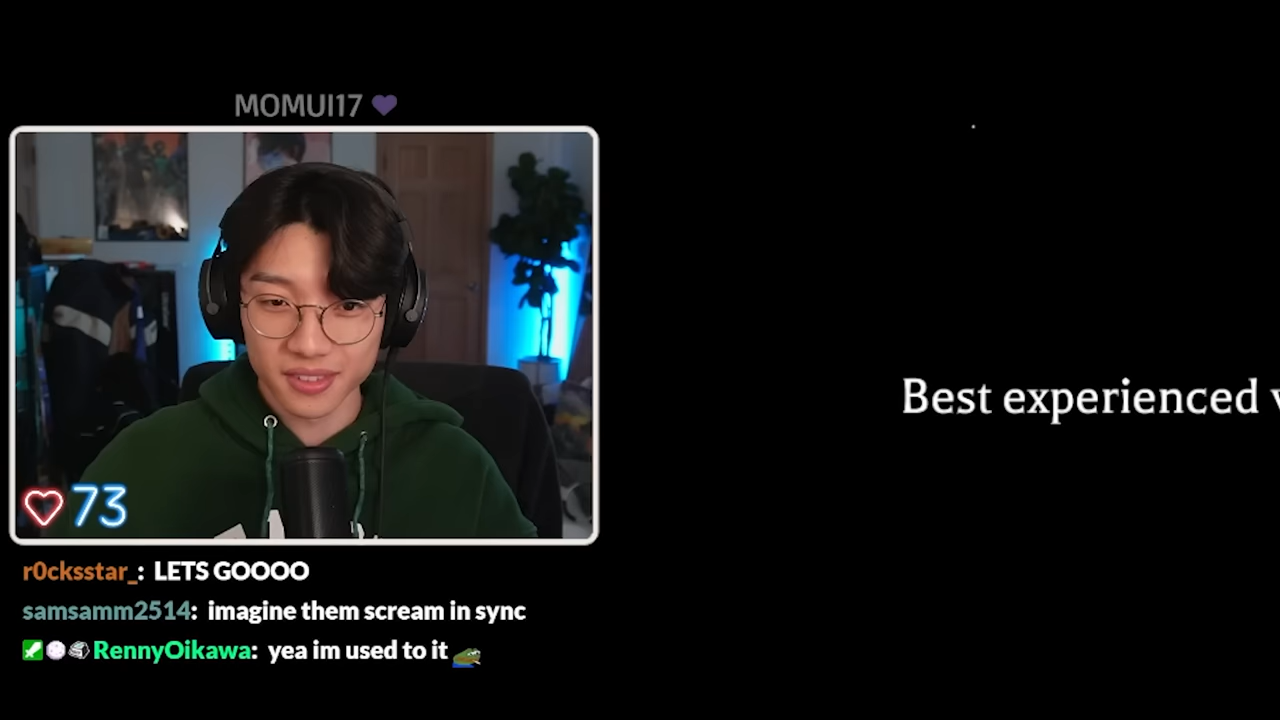 MOMUI17
73
r0cksstar_: LETS GOOOO
samsamm2514: imagine them scream in sync
RennyOikawa: yea im used to it
Best experienced